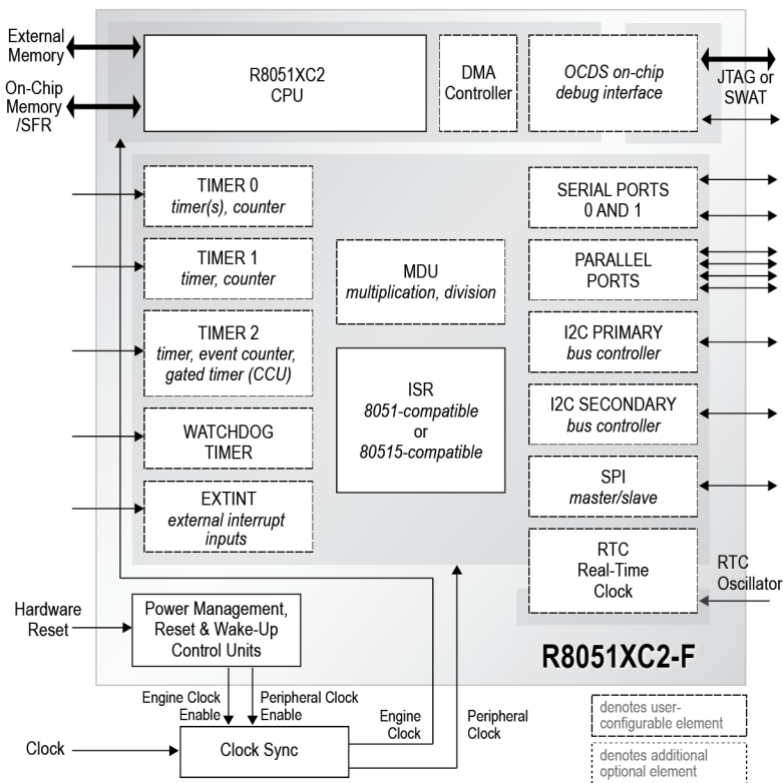 External
Memory
On-Chip
Memory
/SFR
R8051XC2
CPU
DMA
Controller
OCDS on-chip
debug interface
JTAG or
SWAT
TIMER 0
timer(s), counter
TIMER 1
timer, counter
TIMER 2
timer, event counter,
gated timer (CCU)
WATCHDOG
TIMER
EXTINT
external interrupt
inputs
MDU
multiplication, division
ISR
8051-compatible
or
80515-compatible
SERIAL PORTS
0 AND 1
PARALLEL
PORTS
I2C PRIMARY
bus controller
I2C SECONDARY
bus controller
SPI
master/slave
RTC
Real-Time
Clock
RTC
Oscillator
Hardware
Reset
Power Management,
Reset & Wake-Up
Control Units
R8051XC2-F
Engine Clock
Enable
Peripheral Clock
Enable
Engine
Clock
Peripheral
Clock
Clock
Clock Sync
denotes user-
configurable element
denotes additional
optional element